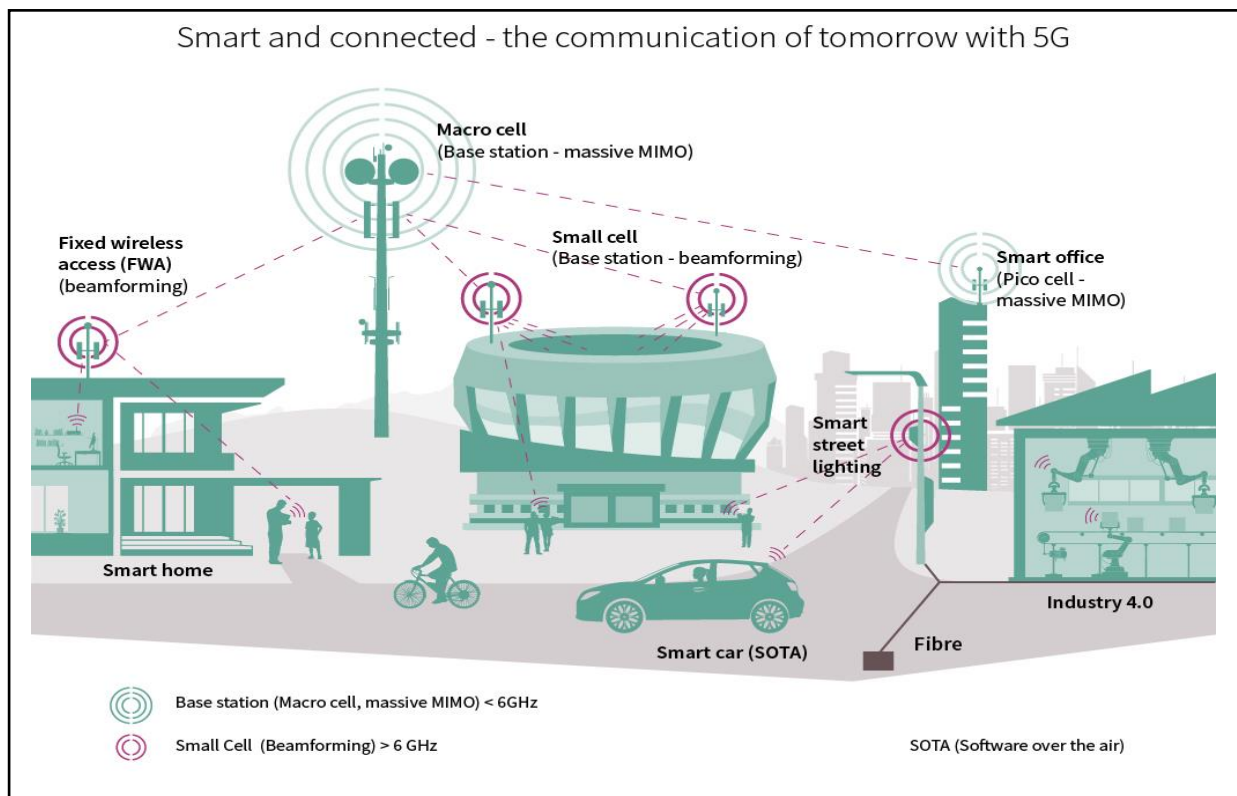 Smart and connected - the communication of tomorrow with 5G
Macro cell
(Base station - massive MIMO)
Fixed wireless
access (FWA)
(beamforming)
Small cell
(Base station - beamforming)
Smart office
(Pico cell -
massive MIMO)
Smart
street
lighting
Smart home
Industry 4.0
Smart car (SOTA)
Fibre
Base station (Macro cell, massive MIMO) < 6GHz
Small Cell (Beamforming) > 6 GHz
SOTA (Software over the air)